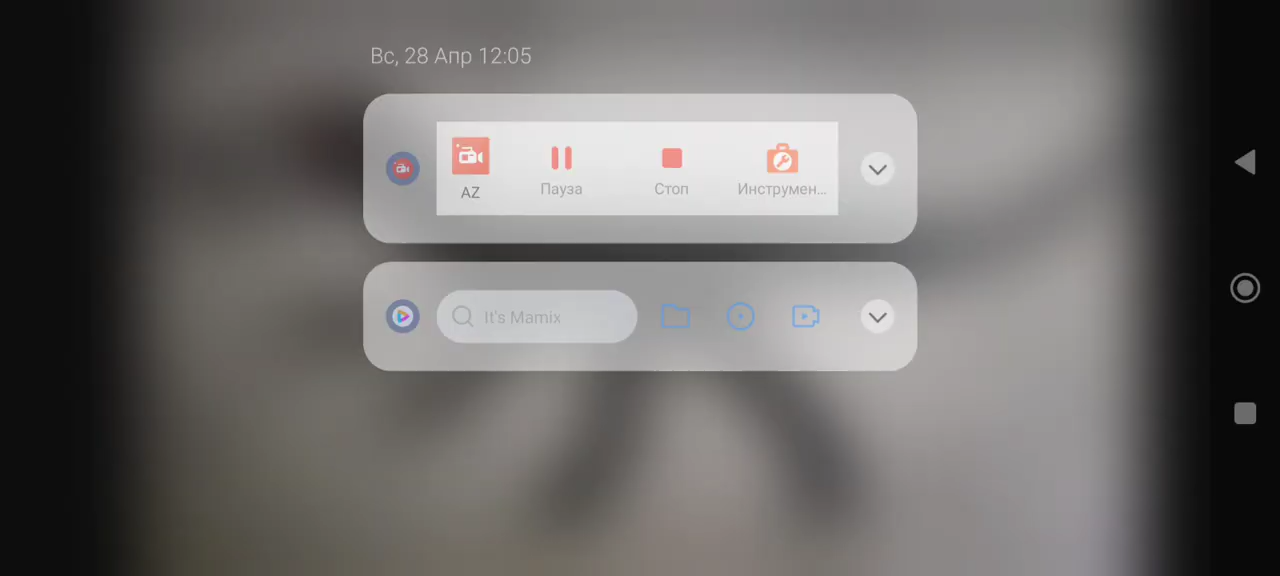 Вс, 28 Апр 12:05
AZ
Пауза
Стоп
Инструмен...
It's Mamix